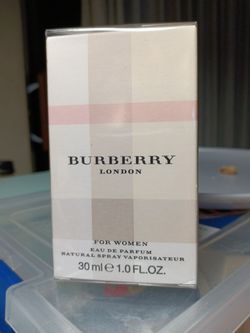 BURBERRY
LONDON
FOR WOMEN
EAU DE PARFUM
NATURAL SPRAY VAPORISATEUR
30 ml ℮ 1.0 FL.OZ.